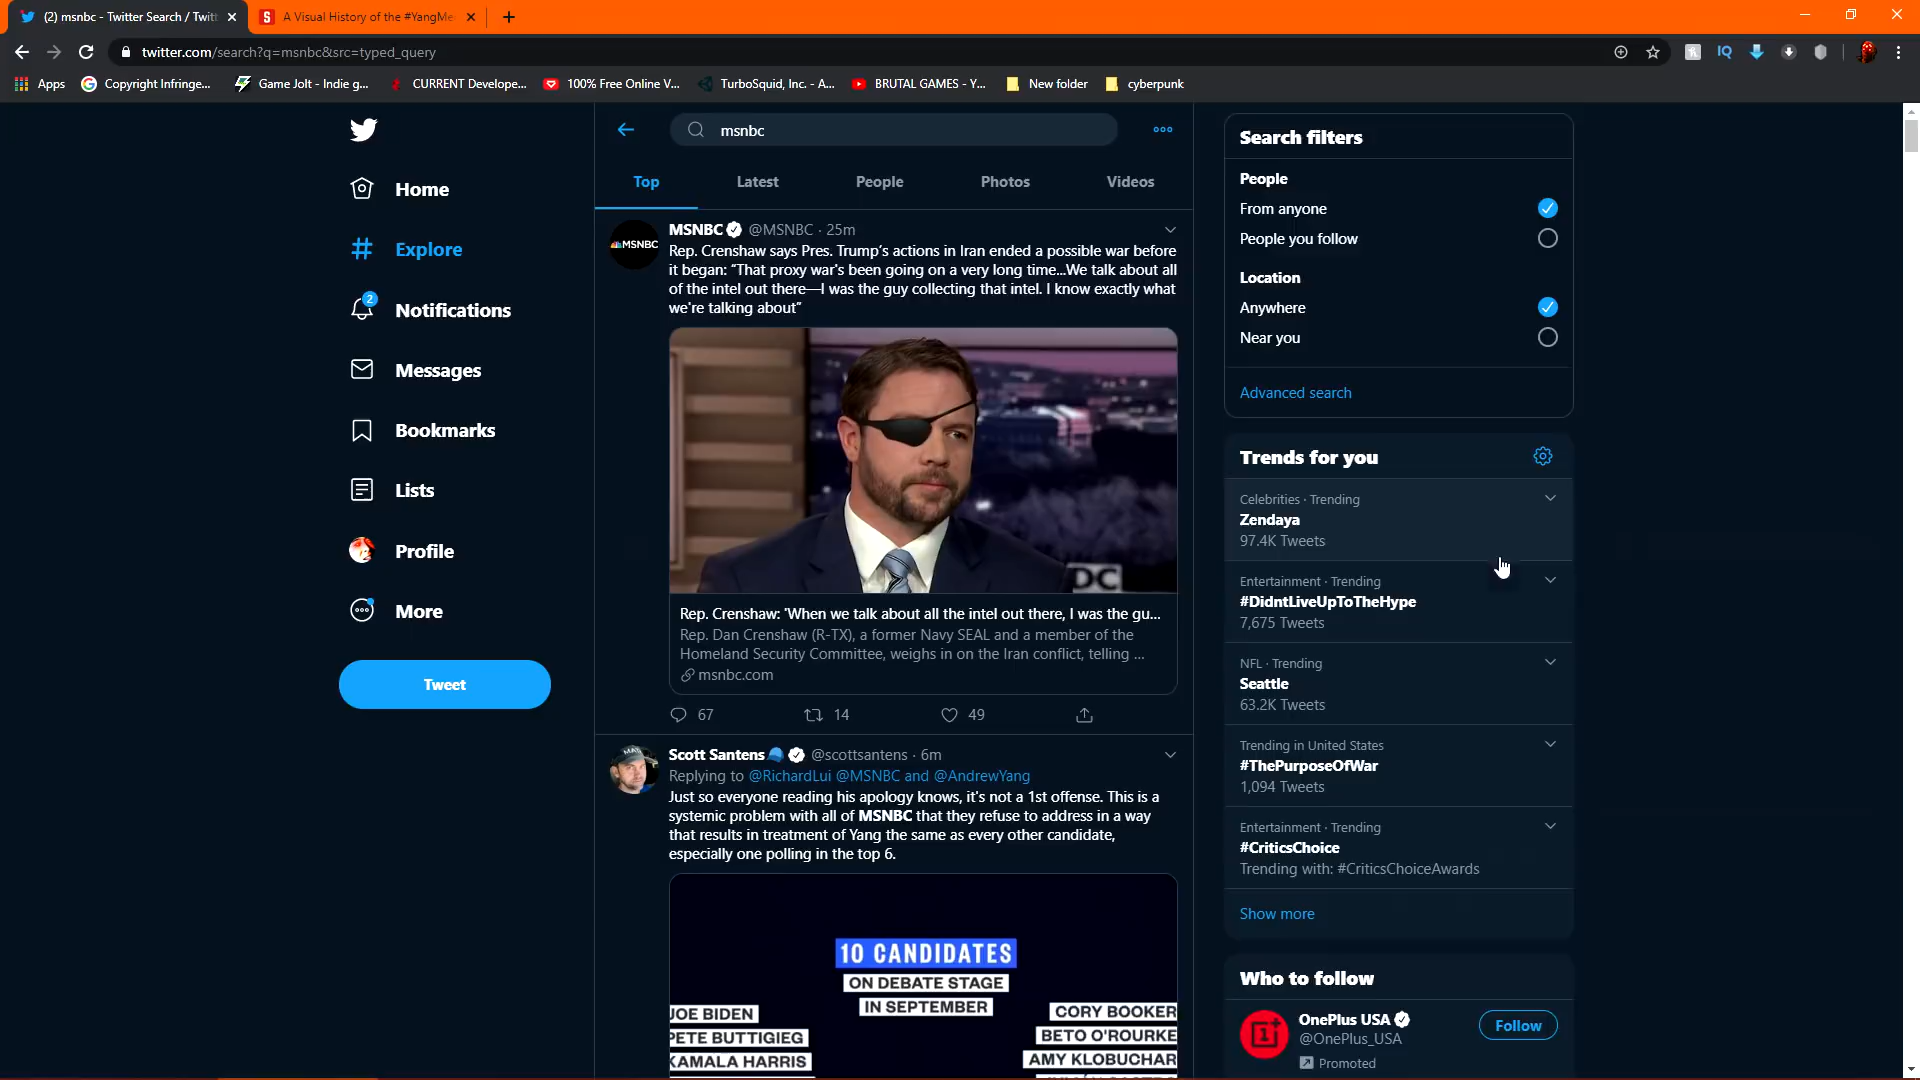 (2) msnbc - Twitter Search / Twitt
A Visual History of the #YangMe
twitter.com/search?q=msnbc&src=typed_query
Apps
Copyright Infringe...
Game Jolt - Indie g...
CURRENT Develope...
100% Free Online V...
TurboSquid, Inc. - A...
BRUTAL GAMES - Y...
New folder
cyberpunk
Home
Explore
2
Notifications
Messages
Bookmarks
Lists
Profile
More
Tweet
msnbc
Top
Latest
People
Photos
Videos
MSNBC @MSNBC · 25m
Rep. Crenshaw says Pres. Trump's actions in Iran ended a possible war before
it began: “That proxy war's been going on a very long time...We talk about all
of the intel out there—I was the guy collecting that intel. I know exactly what
we're talking about”
MSNBC
DC
Rep. Crenshaw: 'When we talk about all the intel out there, I was the gu...
Rep. Dan Crenshaw (R-TX), a former Navy SEAL and a member of the
Homeland Security Committee, weighs in on the Iran conflict, telling ...
msnbc.com
67
14
49
Scott Santens @scottsantens · 6m
Replying to @RichardLui @MSNBC and @AndrewYang
Just so everyone reading his apology knows, it's not a 1st offense. This is a
systemic problem with all of MSNBC that they refuse to address in a way
that results in treatment of Yang the same as every other candidate,
especially one polling in the top 6.
10 CANDIDATES
ON DEBATE STAGE
IN SEPTEMBER
JOE BIDEN
PETE BUTTIGIEG
KAMALA HARRIS
CORY BOOKER
BETO O'ROURKE
AMY KLOBUCHAR
Search filters
People
From anyone
People you follow
Location
Anywhere
Near you
Advanced search
Trends for you
Celebrities · Trending
Zendaya
97.4K Tweets
Entertainment · Trending
#DidntLiveUpToTheHype
7,675 Tweets
NFL · Trending
Seattle
63.2K Tweets
Trending in United States
#ThePurposeOfWar
1,094 Tweets
Entertainment · Trending
#CriticsChoice
Trending with: #CriticsChoiceAwards
Show more
Who to follow
OnePlus USA
@OnePlus_USA
Promoted
Follow